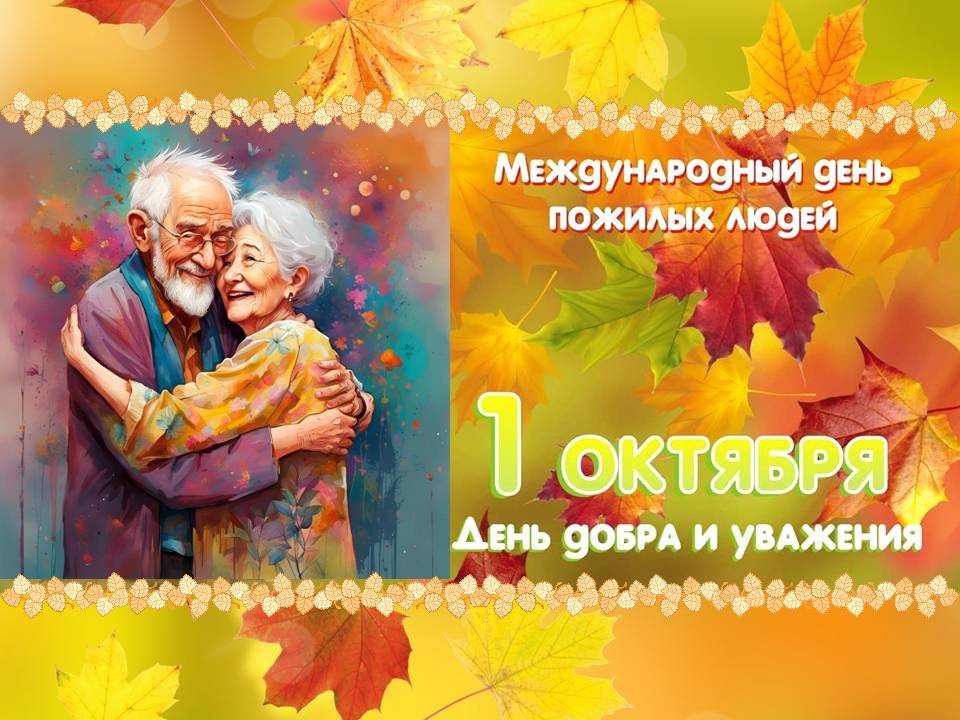 Международный день
пожилых людей
1 октября
День добра и уважения